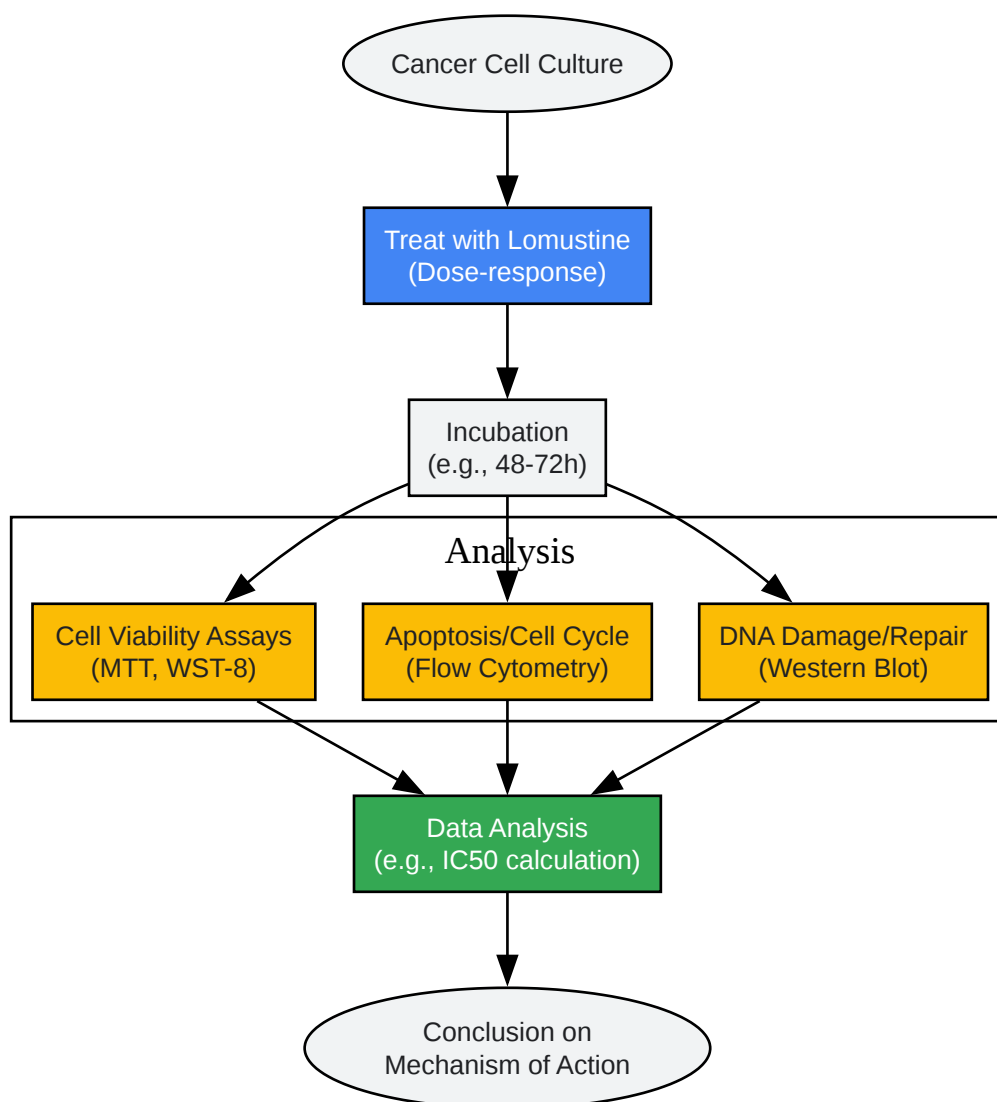 Cancer Cell Culture
Treat with Lomustine
(Dose-response)
Incubation
(e.g., 48-72h)
Analysis
Cell Viability Assays
(MTT, WST-8)
Apoptosis/Cell Cycle
(Flow Cytometry)
DNA Damage/Repair
(Western Blot)
Data Analysis
(e.g., IC50 calculation)
Conclusion on
Mechanism of Action